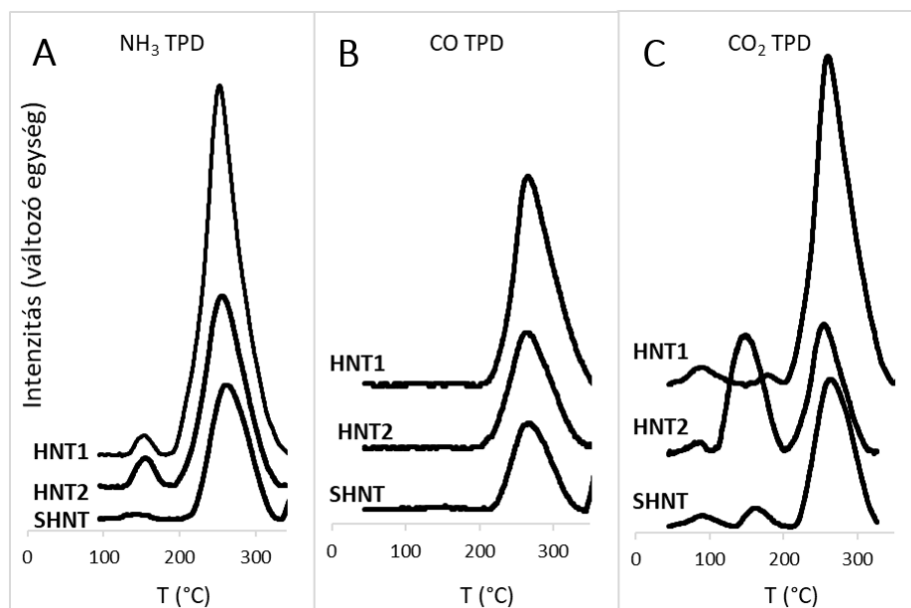 A
NH₃ TPD
Intenzitás (változó egység)
HNT1
HNT2
SHNT
0 100 200 300
T (°C)
B
CO TPD
HNT1
HNT2
SHNT
0 100 200 300
T (°C)
C
CO₂ TPD
HNT1
HNT2
SHNT
0 100 200 300
T (°C)